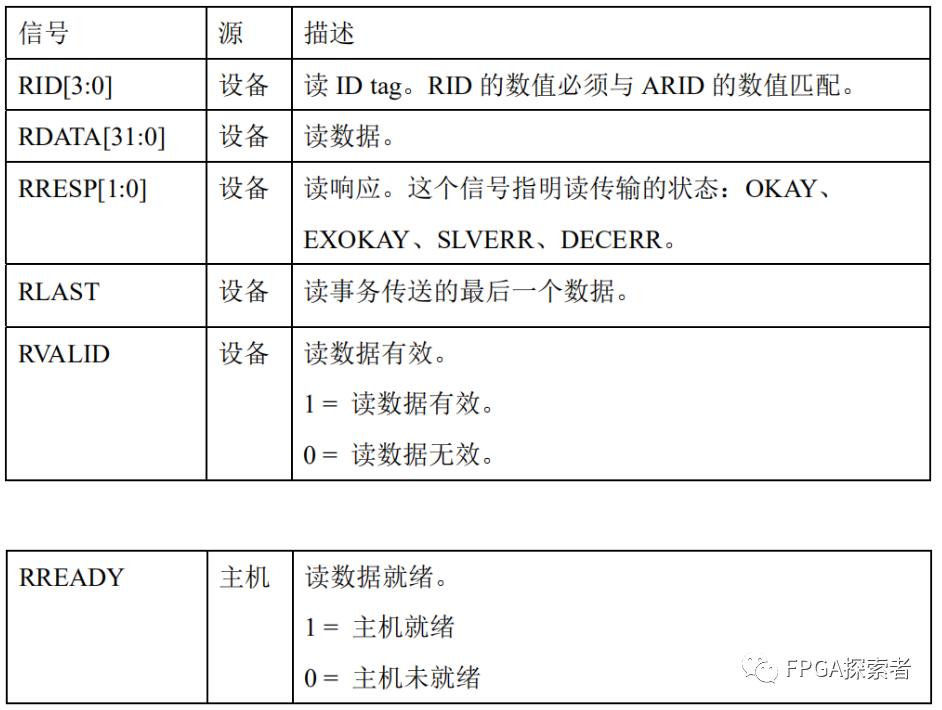 信号 源 描述
RID[3:0] 设备 读 ID tag。RID 的数值必须与 ARID 的数值匹配。
RDATA[31:0] 设备 读数据。
RRESP[1:0] 设备 读响应。这个信号指明读传输的状态：OKAY、
EXOKAY、SLVERR、DECERR。
RLAST 设备 读事务传送的最后一个数据。
RVALID 设备 读数据有效。
1 = 读数据有效。
0 = 读数据无效。
RREADY 主机 读数据就绪。
1 = 主机就绪
0 = 主机未就绪
FPGA探索者